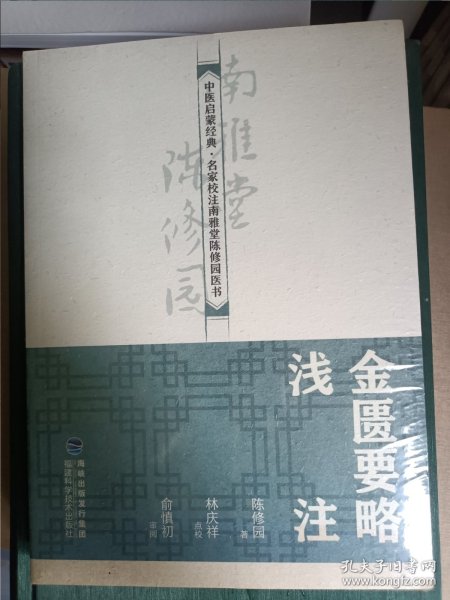 南雅堂
陈修园
中医启蒙经典·名家校注南雅堂陈修园医书
金匮要略
浅注
陈修园 著
林庆祥 点校
俞慎初 审阅
海峡出版发行集团
福建科学技术出版社
孔夫子旧书网
www.kongfz.com